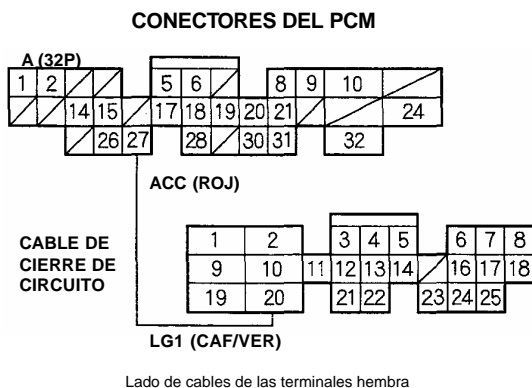 CONECTORES DEL PCM
A (32P)
1 2 5 6 8 9 10
14 15 17 18 19 20 21 24
26 27 28 30 31 32
ACC (ROJ)
CABLE DE
CIERRE DE
CIRCUITO
1 2 3 4 5 6 7 8
9 10 11 12 13 14 16 17 18
19 20 21 22 23 24 25
LG1 (CAF/VER)
Lado de cables de las terminales hembra